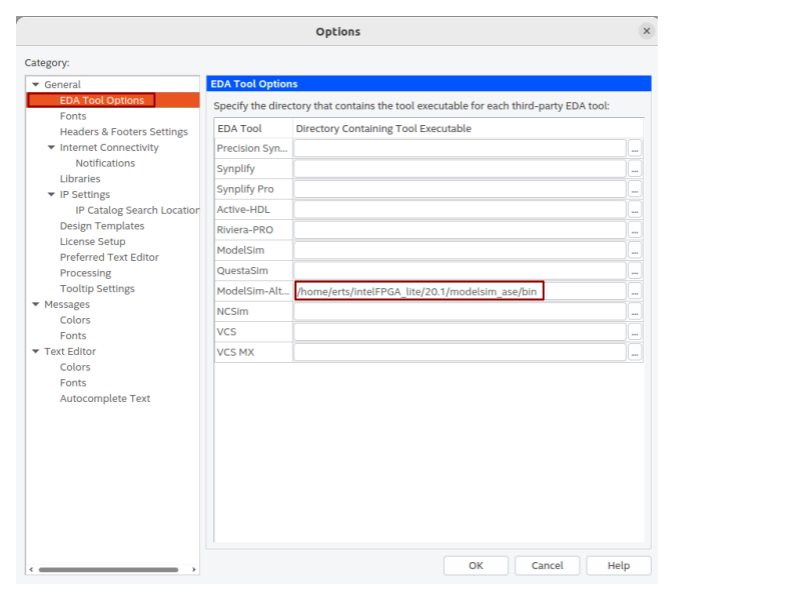 Options
Category:
General
EDA Tool Options
Fonts
Headers & Footers Settings
Internet Connectivity
Notifications
Libraries
IP Settings
IP Catalog Search Location
Design Templates
License Setup
Preferred Text Editor
Processing
Tooltip Settings
Messages
Colors
Fonts
Text Editor
Colors
Fonts
Autocomplete Text
EDA Tool Options
Specify the directory that contains the tool executable for each third-party EDA tool:
EDA Tool Directory Containing Tool Executable
Precision Syn... ...
Synplify ...
Synplify Pro ...
Active-HDL ...
Riviera-PRO ...
ModelSim ...
QuestaSim ...
ModelSim-Alt... /home/erts/intelFPGA_lite/20.1/modelsim_ase/bin ...
NCSim ...
VCS ...
VCS MX ...
OK Cancel Help